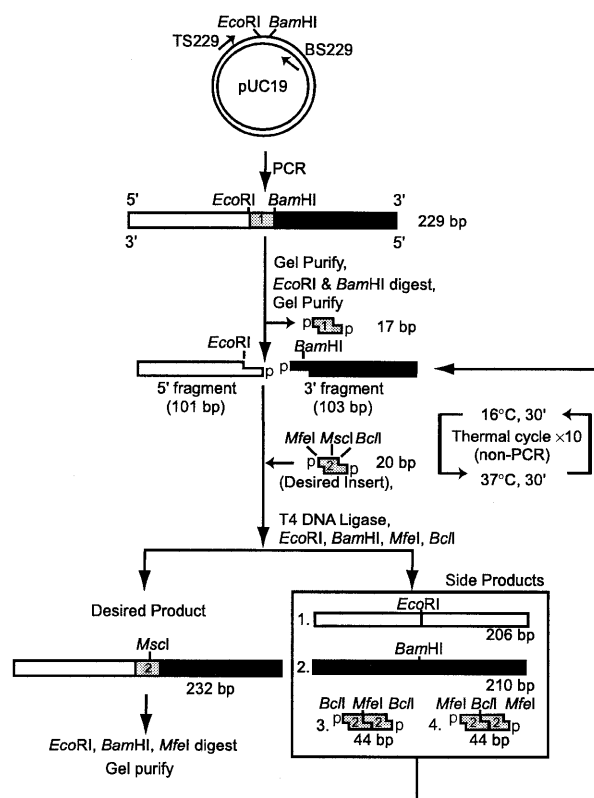 EcoRI BamHI
TS229
BS229
pUC19
PCR
5' EcoRI BamHI 3'
1
229 bp
3' 5'
Gel Purify,
EcoRI & BamHI digest,
Gel Purify
p 1 p 17 bp
EcoRI
BamHI
p
p
5' fragment
(101 bp)
3' fragment
(103 bp)
16°C, 30'
Thermal cycle ×10
(non-PCR)
37°C, 30'
MfeI MscI BclI
p 2 p 20 bp
(Desired Insert),
T4 DNA Ligase,
EcoRI, BamHI, MfeI, BclI
Desired Product
MscI
2
232 bp
EcoRI, BamHI, MfeI digest
Gel purify
Side Products
EcoRI
1.
206 bp
BamHI
2.
210 bp
BclI MfeI BclI
3. p 2 2 p
44 bp
MfeI BclI MfeI
4. p 2 2 p
44 bp